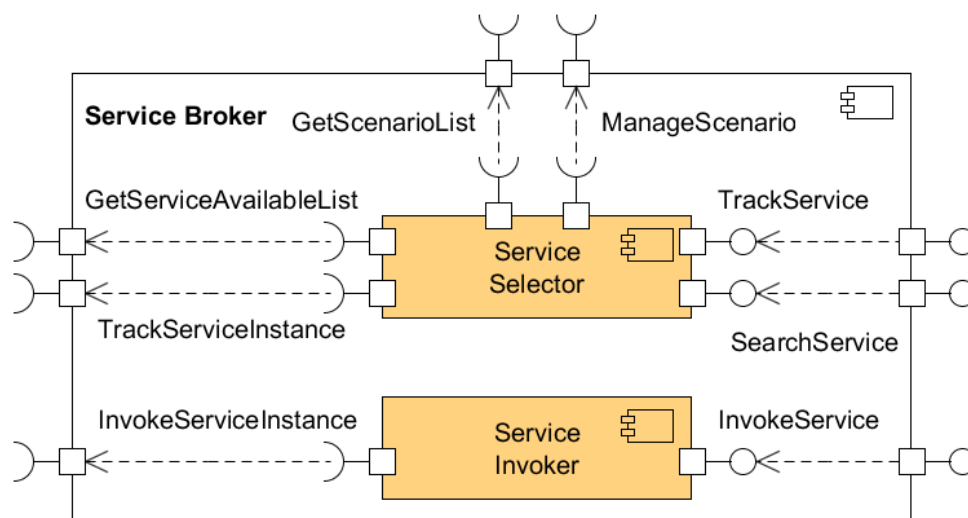 Service Broker
GetScenarioList
ManageScenario
GetServiceAvailableList
TrackService
Service
Selector
TrackServiceInstance
SearchService
InvokeServiceInstance
InvokeService
Service
Invoker